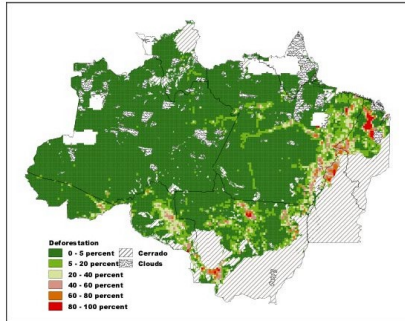 Deforestation
0 - 5 percent Cerrado
5 - 20 percent Clouds
20 - 40 percent
40 - 60 percent
60 - 80 percent
80 - 100 percent